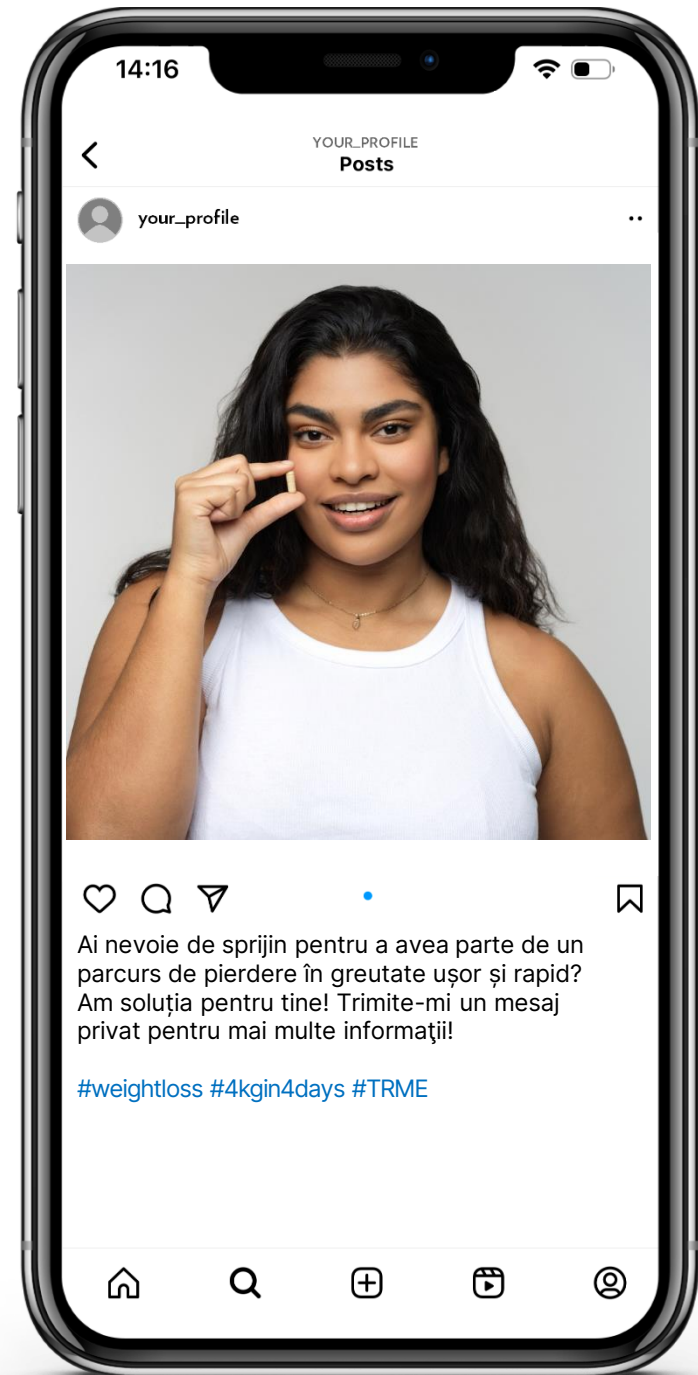 14:16
YOUR_PROFILE
Posts
your_profile
Ai nevoie de sprijin pentru a avea parte de un
parcurs de pierdere în greutate ușor și rapid?
Am soluția pentru tine! Trimite-mi un mesaj
privat pentru mai multe informaţii!
#weightloss #4kgin4days #TRME